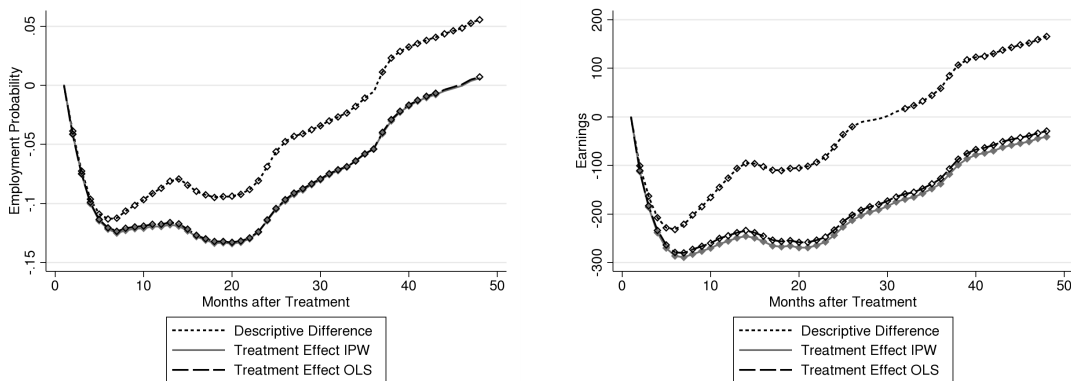 .05
0
-.05
-.1
-.15
Employment Probability
0 10 20 30 40 50
Months after Treatment
Descriptive Difference
Treatment Effect IPW
Treatment Effect OLS
200
100
0
-100
-200
-300
Earnings
0 10 20 30 40 50
Months after Treatment
Descriptive Difference
Treatment Effect IPW
Treatment Effect OLS